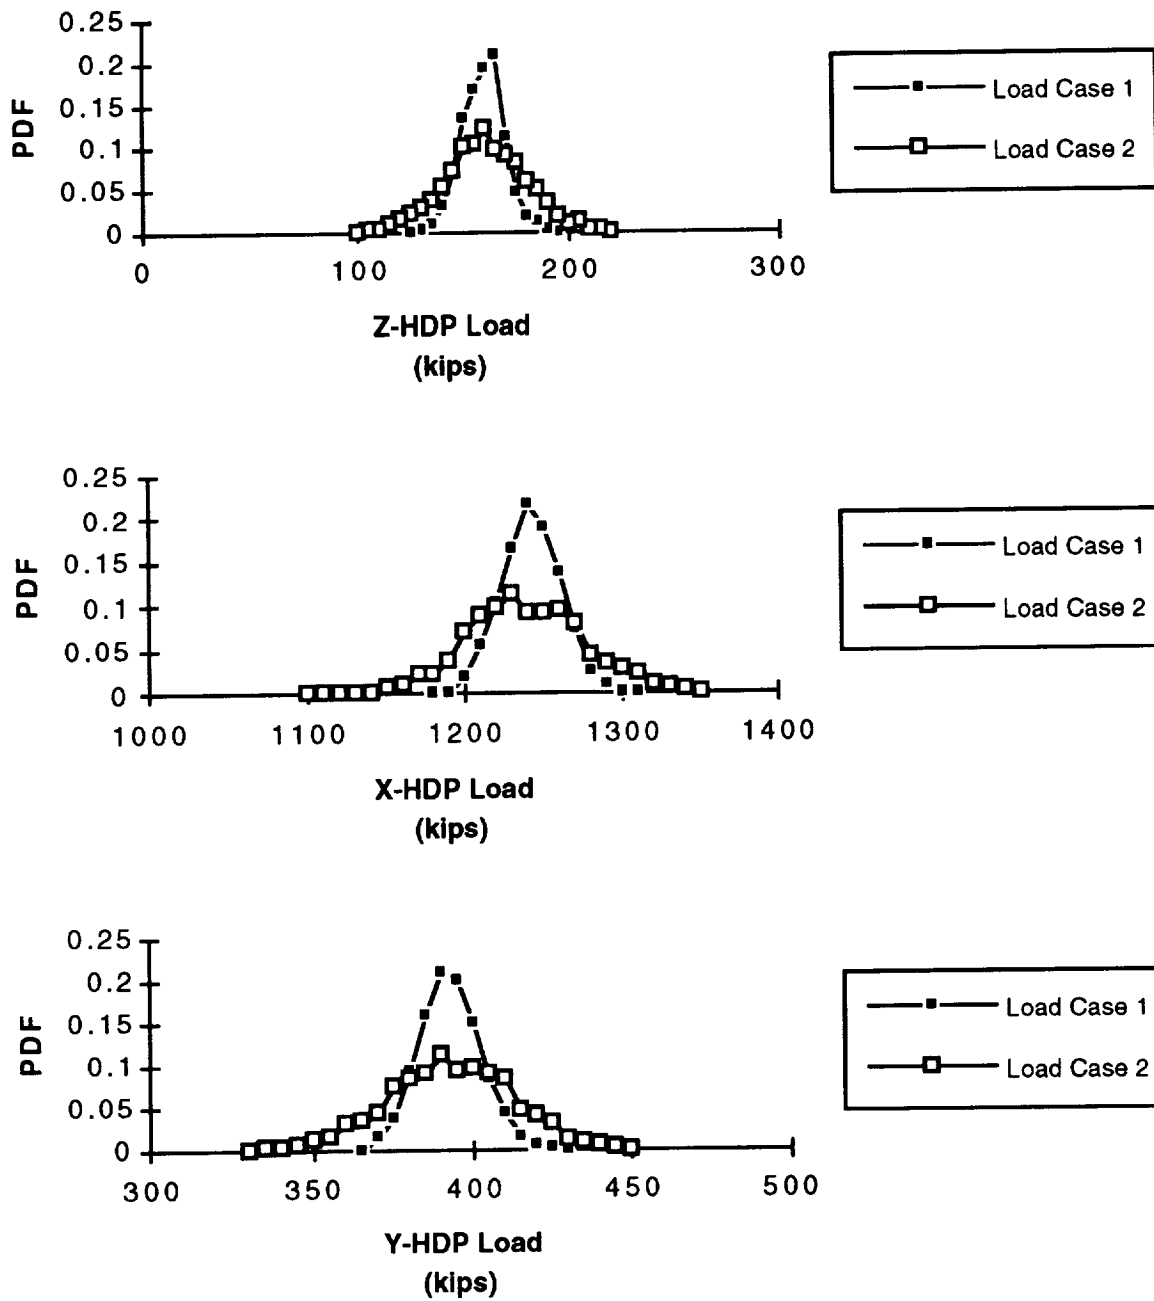 0.25
0.2
0.15
0.1
0.05
0
PDF
0 100 200 300
Z-HDP Load
(kips)
Load Case 1
Load Case 2
0.25
0.2
0.15
0.1
0.05
0
PDF
1000 1100 1200 1300 1400
X-HDP Load
(kips)
Load Case 1
Load Case 2
0.25
0.2
0.15
0.1
0.05
0
PDF
300 350 400 450 500
Y-HDP Load
(kips)
Load Case 1
Load Case 2